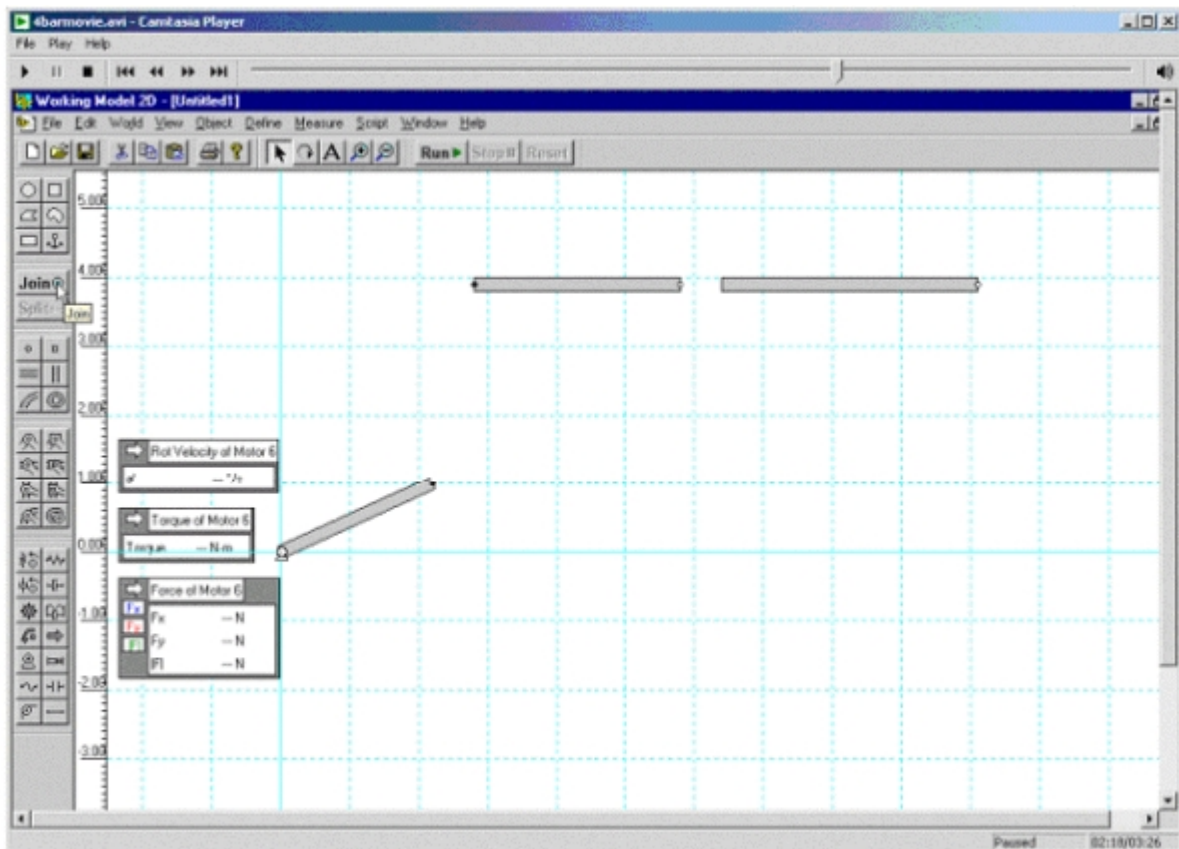 4barmovie.avi - Camtasia Player
File Play Help
Working Model 2D - [Untitled1]
File Edit World View Object Define Measure Script Window Help
A Run Stop Reset
5.000
4.000
Join
Split
Join
3.000
2.000
Rot Velocity of Motor 6
1.000
--- °/s
Torque of Motor 6
0.000
Torque --- N-m
Force of Motor 6
Fx
-1.000
Fx --- N
Fy
Fy --- N
|F|
|F| --- N
-2.000
-3.000
Paused 02:18/03:26